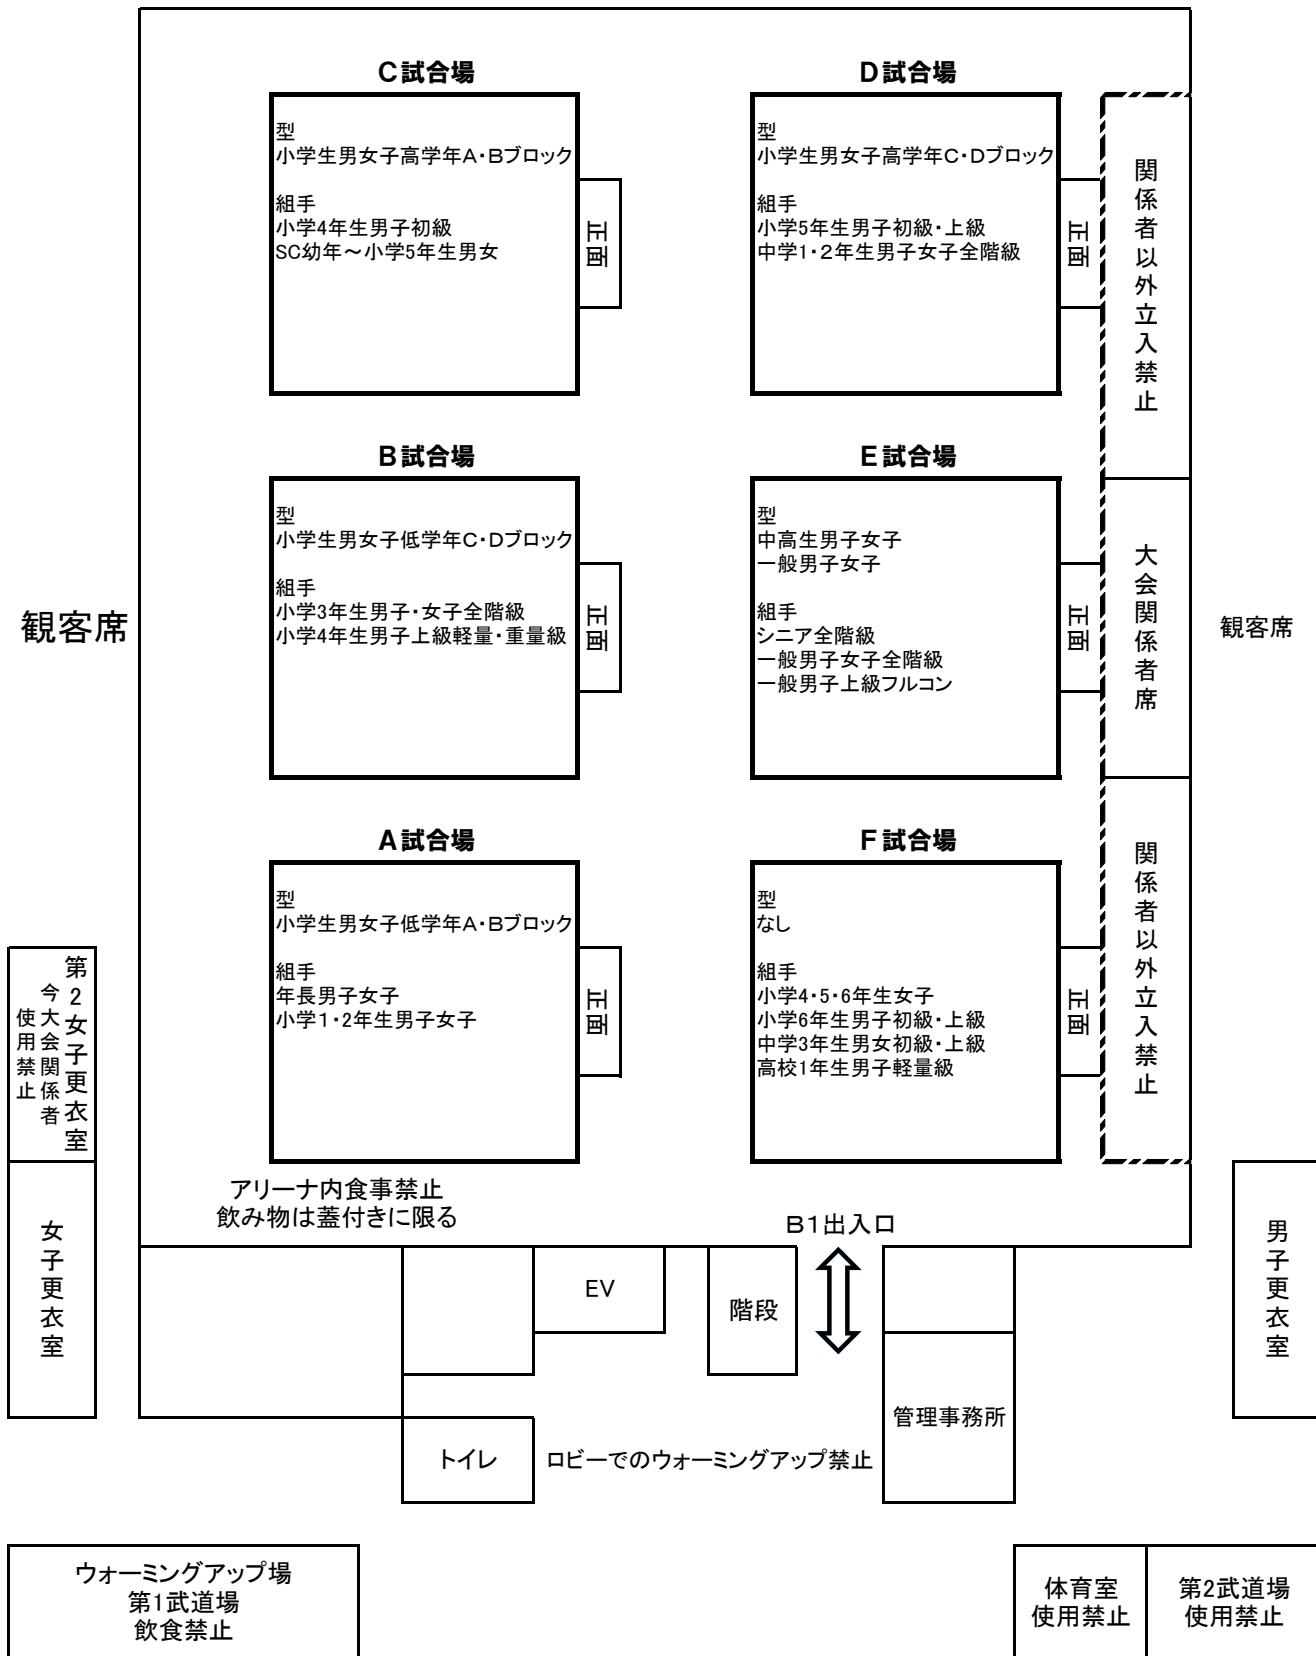 C試合場
型
小学生男女子高学年A・Bブロック
組手
小学4年生男子初級
SC幼年～小学5年生男女
正面
D試合場
型
小学生男女子高学年C・Dブロック
組手
小学5年生男子初級・上級
中学1・2年生男子女子全階級
正面
関係者以外立入禁止
B試合場
型
小学生男女子低学年C・Dブロック
組手
小学3年生男子・女子全階級
小学4年生男子上級軽量・重量級
正面
E試合場
型
中高生男子女子
一般男子女子
組手
シニア全階級
一般男子女子全階級
一般男子上級フルコン
正面
大会関係者席
観客席
観客席
A試合場
型
小学生男女子低学年A・Bブロック
組手
年長男子女子
小学1・2年生男子女子
正面
F試合場
型
なし
組手
小学4・5・6年生女子
小学6年生男子初級・上級
中学3年生男女初級・上級
高校1年生男子軽量級
正面
関係者以外立入禁止
第2女子更衣室
今大会関係者
使用禁止
女子更衣室
アリーナ内食事禁止
飲み物は蓋付きに限る
B1出入口
男子更衣室
EV
階段
管理事務所
トイレ
ロビーでのウォーミングアップ禁止
ウォーミングアップ場
第1武道場
飲食禁止
体育室
使用禁止
第2武道場
使用禁止